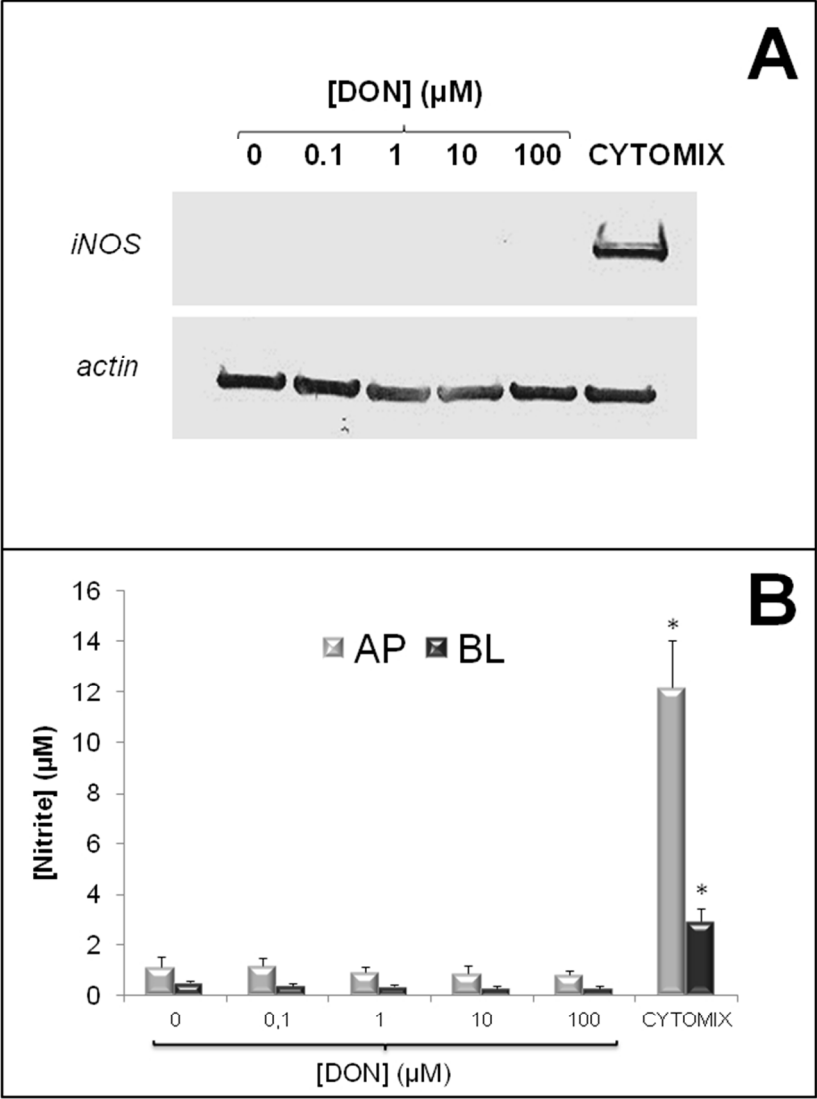 A
[DON] (µM)
0 0.1 1 10 100 CYTOMIX
iNOS
actin
B
16
14
12
10
8
6
4
2
0
[Nitrite] (µM)
AP BL
*
*
0 0,1 1 10 100 CYTOMIX
[DON] (µM)